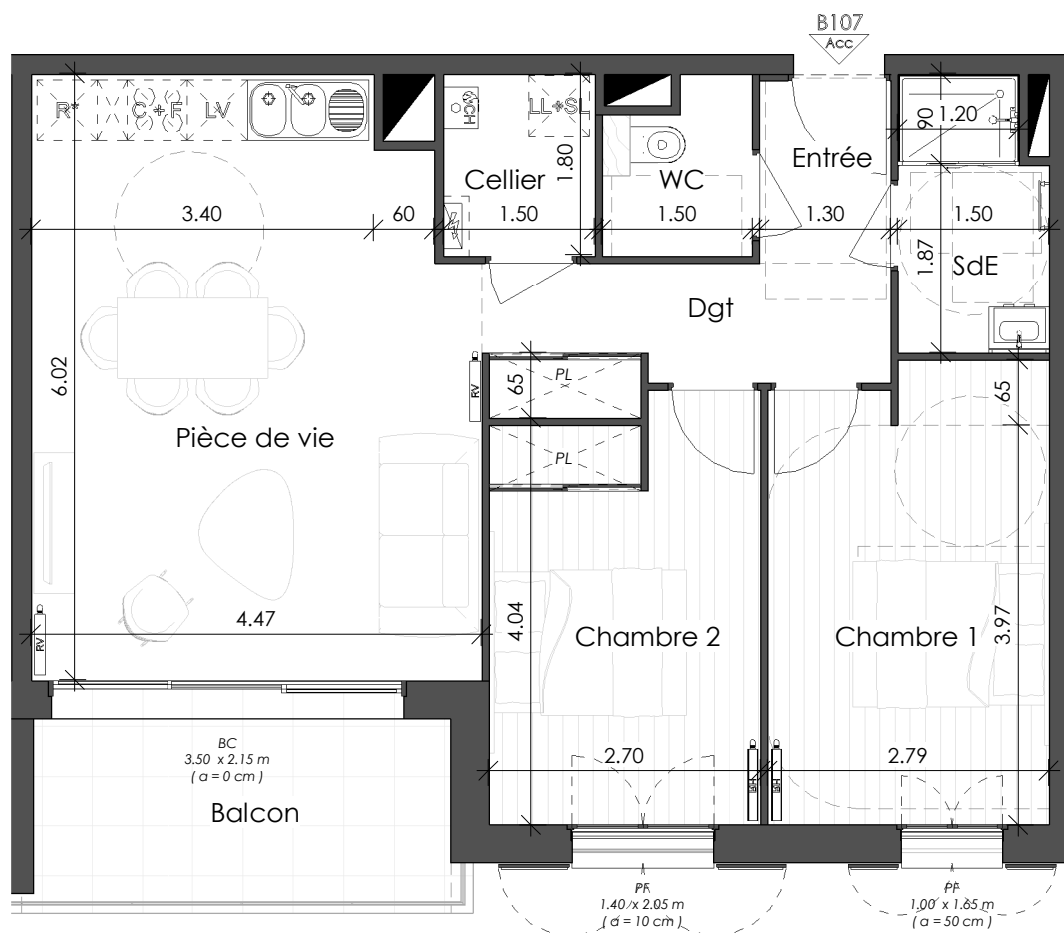 B107
Acc
R*
C+F
LV
WCH
LL+SL
90
1.20
1.80
Entrée
Cellier
WC
3.40
60
1.50
1.50
1.30
1.50
1.87
SdE
Dgt
6.02
RV
65
PL
65
Pièce de vie
PL
4.47
RV
4.04
Chambre 2
Chambre 1
3.97
BC
3.50 x 2.15 m
( a = 0 cm )
2.70
2.79
Balcon
PF
1.40 x 2.05 m
( a = 10 cm )
PF
1.00 x 1.65 m
( a = 50 cm )